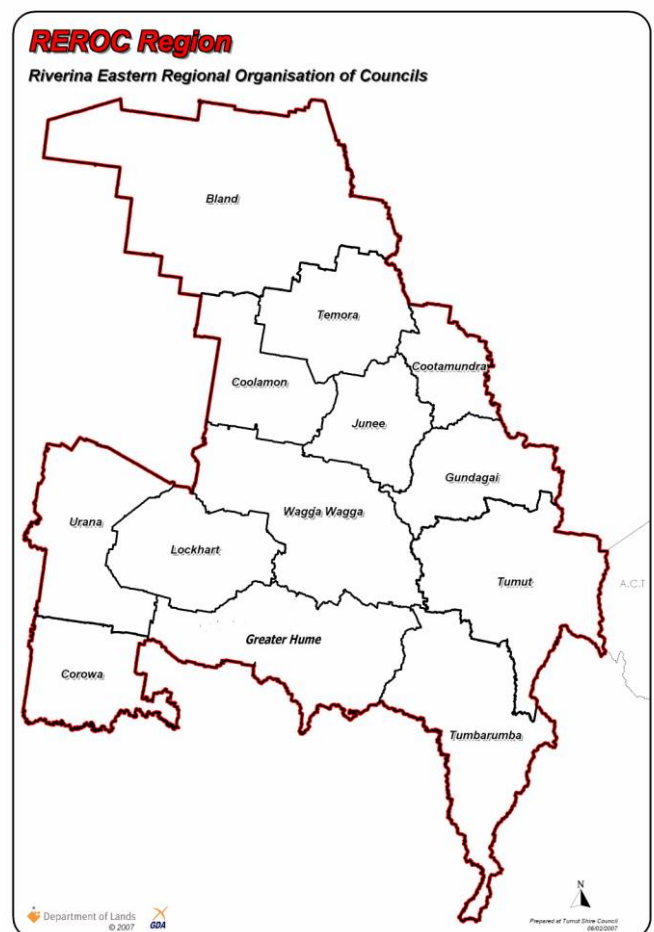 REROC Region
Riverina Eastern Regional Organisation of Councils
Bland
Temora
Cootamundra
Coolamon
Junee
Gundagai
Wagga Wagga
Urana
Lockhart
Tumut
A.C.T
Greater Hume
Corowa
Tumbarumba
N
Department of Lands
© 2007
GDA
Prepared at Tumut Shire Council
06/02/2007